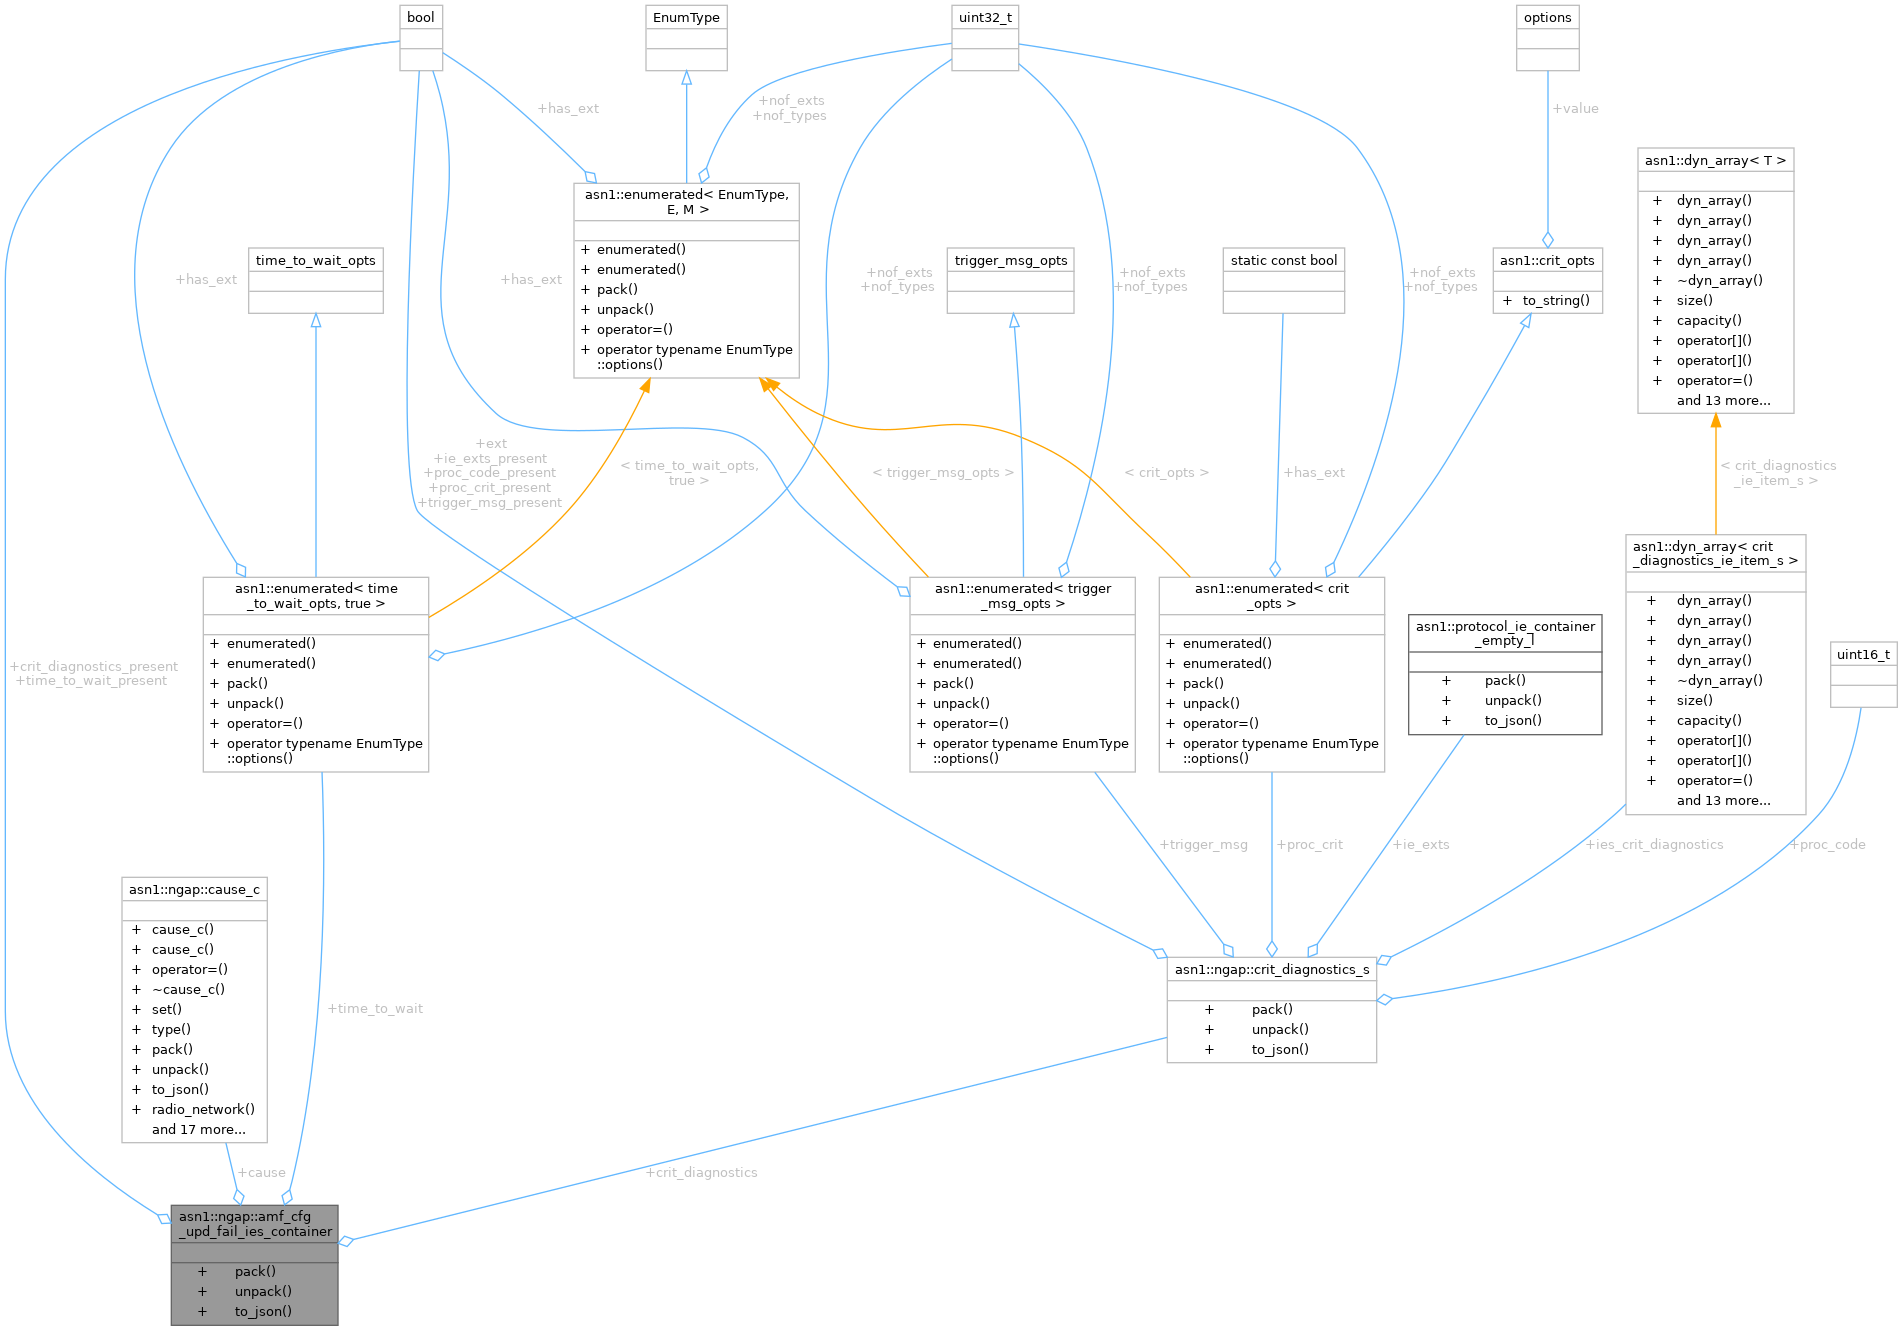 bool
EnumType
uint32_t
options
+has_ext
+nof_exts
+nof_types
+value
asn1::dyn_array< T >
+ dyn_array()
+ dyn_array()
+ dyn_array()
+ dyn_array()
+ ~dyn_array()
+ size()
+ capacity()
+ operator[]()
+ operator[]()
+ operator=()
and 13 more...
asn1::enumerated< EnumType,
E, M >
+ enumerated()
+ enumerated()
+ pack()
+ unpack()
+ operator=()
+ operator typename EnumType
::options()
time_to_wait_opts
trigger_msg_opts
static const bool
asn1::crit_opts
+ to_string()
+has_ext
+has_ext
+nof_exts
+nof_types
+nof_exts
+nof_types
+nof_exts
+nof_types
+ext
+ie_exts_present
+proc_code_present
+proc_crit_present
+trigger_msg_present
< time_to_wait_opts,
true >
< trigger_msg_opts >
< crit_opts >
+has_ext
< crit_diagnostics
_ie_item_s >
asn1::enumerated< time
_to_wait_opts, true >
+ enumerated()
+ enumerated()
+ pack()
+ unpack()
+ operator=()
+ operator typename EnumType
::options()
asn1::enumerated< trigger
_msg_opts >
+ enumerated()
+ enumerated()
+ pack()
+ unpack()
+ operator=()
+ operator typename EnumType
::options()
asn1::enumerated< crit
_opts >
+ enumerated()
+ enumerated()
+ pack()
+ unpack()
+ operator=()
+ operator typename EnumType
::options()
asn1::protocol_ie_container
_empty_l
+ pack()
+ unpack()
+ to_json()
asn1::dyn_array< crit
_diagnostics_ie_item_s >
+ dyn_array()
+ dyn_array()
+ dyn_array()
+ dyn_array()
+ ~dyn_array()
+ size()
+ capacity()
+ operator[]()
+ operator[]()
+ operator=()
and 13 more...
uint16_t
+crit_diagnostics_present
+time_to_wait_present
+trigger_msg
+proc_crit
+ie_exts
+ies_crit_diagnostics
+proc_code
asn1::ngap::cause_c
+ cause_c()
+ cause_c()
+ operator=()
+ ~cause_c()
+ set()
+ type()
+ pack()
+ unpack()
+ to_json()
+ radio_network()
and 17 more...
+time_to_wait
asn1::ngap::crit_diagnostics_s
+ pack()
+ unpack()
+ to_json()
+cause
+crit_diagnostics
asn1::ngap::amf_cfg
_upd_fail_ies_container
+ pack()
+ unpack()
+ to_json()